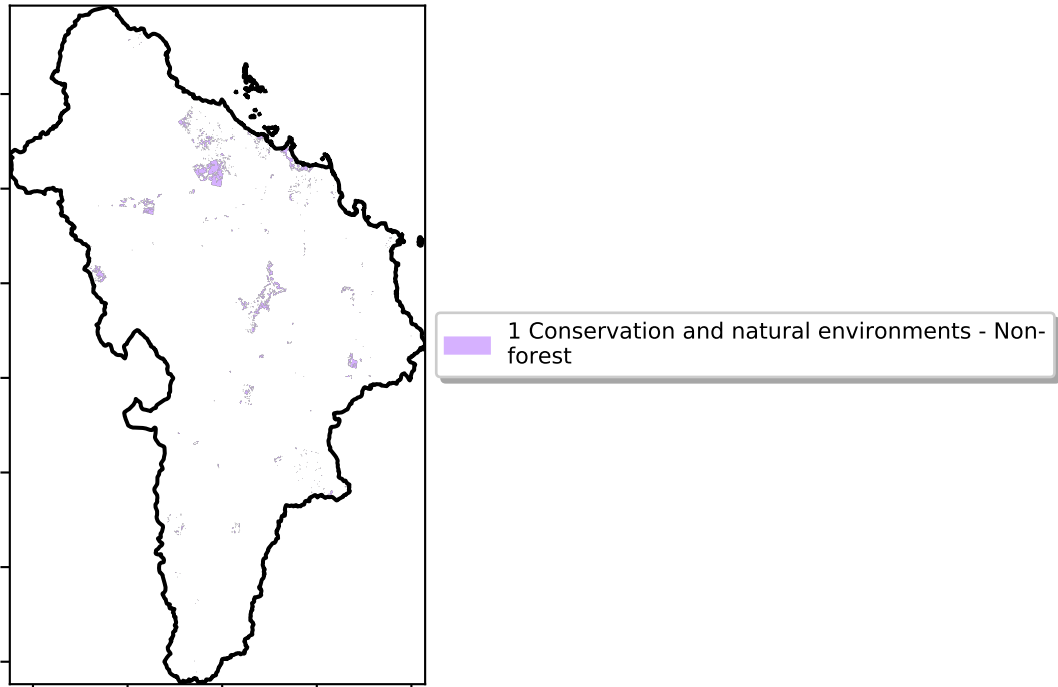 1 Conservation and natural environments - Non-
forest